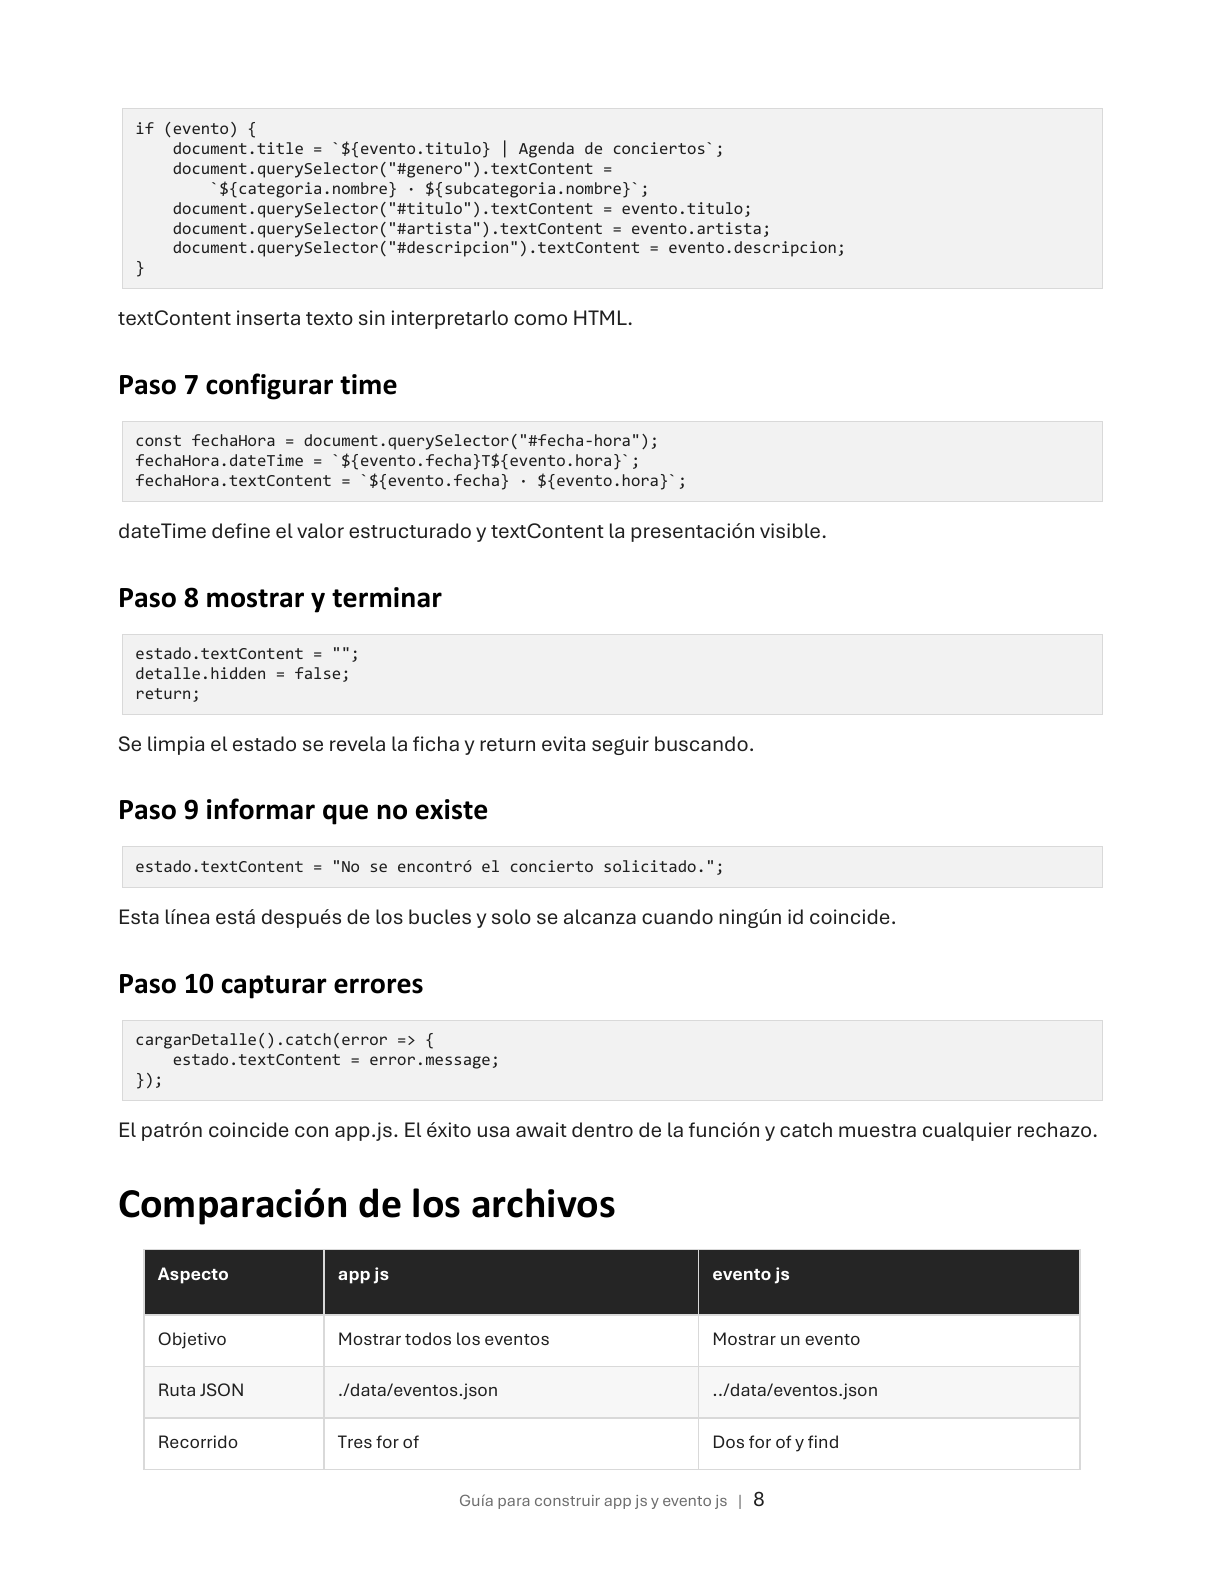 if (evento) {
    document.title = `${evento.titulo} | Agenda de conciertos`;
    document.querySelector("#genero").textContent =
        `${categoria.nombre} · ${subcategoria.nombre}`;
    document.querySelector("#titulo").textContent = evento.titulo;
    document.querySelector("#artista").textContent = evento.artista;
    document.querySelector("#descripcion").textContent = evento.descripcion;
}
textContent inserta texto sin interpretarlo como HTML.
Paso 7 configurar time
const fechaHora = document.querySelector("#fecha-hora");
fechaHora.dateTime = `${evento.fecha}T${evento.hora}`;
fechaHora.textContent = `${evento.fecha} · ${evento.hora}`;
dateTime define el valor estructurado y textContent la presentación visible.
Paso 8 mostrar y terminar
estado.textContent = "";
detalle.hidden = false;
return;
Se limpia el estado se revela la ficha y return evita seguir buscando.
Paso 9 informar que no existe
estado.textContent = "No se encontró el concierto solicitado.";
Esta línea está después de los bucles y solo se alcanza cuando ningún id coincide.
Paso 10 capturar errores
cargarDetalle().catch(error => {
    estado.textContent = error.message;
});
El patrón coincide con app.js. El éxito usa await dentro de la función y catch muestra cualquier rechazo.
Comparación de los archivos
Aspecto app js evento js
Objetivo Mostrar todos los eventos Mostrar un evento
Ruta JSON ./data/eventos.json ../data/eventos.json
Recorrido Tres for of Dos for of y find
Guía para construir app js y evento js | 8